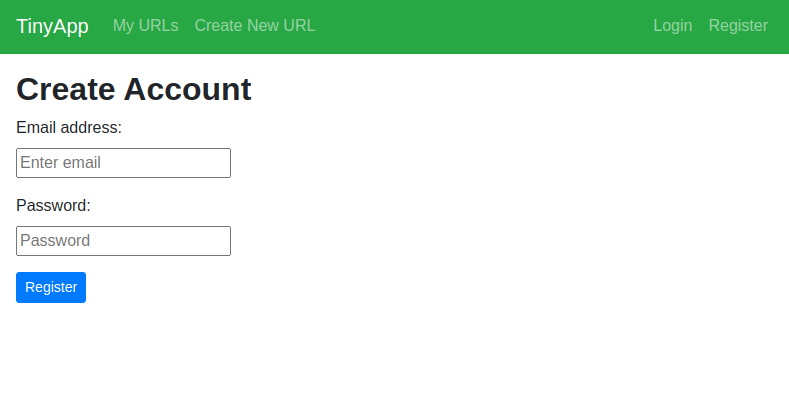 TinyApp My URLs Create New URL Login Register
Create Account
Email address:
Enter email
Password:
Password
Register